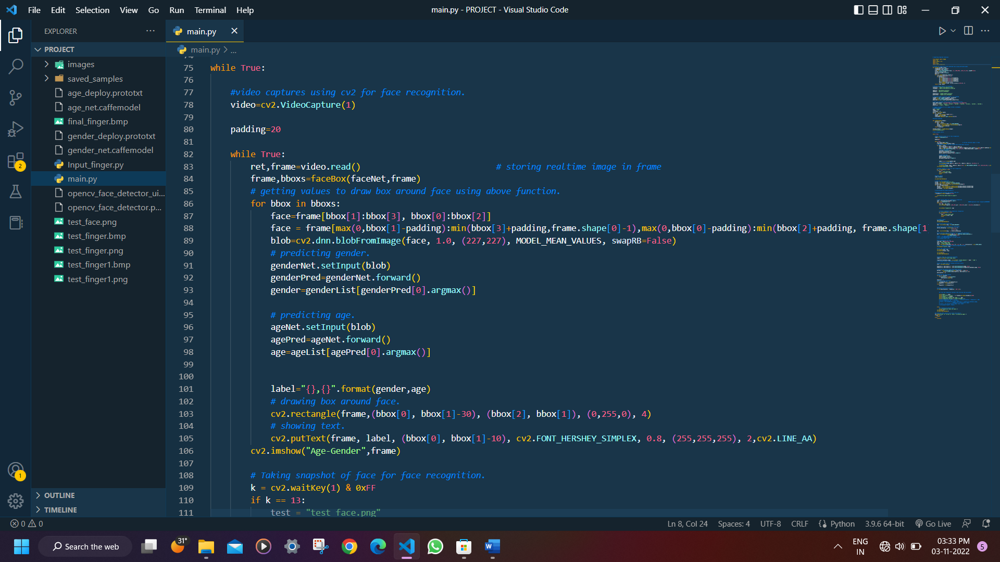 File Edit Selection View Go Run Terminal Help
main.py - PROJECT - Visual Studio Code
EXPLORER
main.py
PROJECT
main.py > ...
images
saved_samples
age_deploy.prototxt
age_net.caffemodel
final_finger.bmp
gender_deploy.prototxt
gender_net.caffemodel
Input_finger.py
main.py
opencv_face_detector_ui...
opencv_face_detector.p...
test_face.png
test_finger.bmp
test_finger.png
test_finger1.bmp
test_finger1.png
OUTLINE
TIMELINE
2
1
75 while True:
76
77 #video captures using cv2 for face recognition.
78 video=cv2.VideoCapture(1)
79
80 padding=20
81
82 while True:
83 ret,frame=video.read() # storing realtime image in frame
84 frame,bboxs=faceBox(faceNet,frame)
85 # getting values to draw box around face using above function.
86 for bbox in bboxs:
87 face=frame[bbox[1]:bbox[3], bbox[0]:bbox[2]]
88 face = frame[max(0,bbox[1]-padding):min(bbox[3]+padding,frame.shape[0]-1),max(0,bbox[0]-padding):min(bbox[2]+padding, frame.shape[1
89 blob=cv2.dnn.blobFromImage(face, 1.0, (227,227), MODEL_MEAN_VALUES, swapRB=False)
90 # predicting gender.
91 genderNet.setInput(blob)
92 genderPred=genderNet.forward()
93 gender=genderList[genderPred[0].argmax()]
94
95 # predicting age.
96 ageNet.setInput(blob)
97 agePred=ageNet.forward()
98 age=ageList[agePred[0].argmax()]
99
100
101 label="{},{}".format(gender,age)
102 # drawing box around face.
103 cv2.rectangle(frame,(bbox[0], bbox[1]-30), (bbox[2], bbox[1]), (0,255,0), 4)
104 # showing text.
105 cv2.putText(frame, label, (bbox[0], bbox[1]-10), cv2.FONT_HERSHEY_SIMPLEX, 0.8, (255,255,255), 2,cv2.LINE_AA)
106 cv2.imshow("Age-Gender",frame)
107
108 # Taking snapshot of face for face recognition.
109 k = cv2.waitKey(1) & 0xFF
110 if k == 13:
111 test = "test_face.png"
0 0
Ln 8, Col 24 Spaces: 4 UTF-8 CRLF Python 3.9.6 64-bit Go Live
Search the web
31°
ENG
IN
03:33 PM
03-11-2022
5